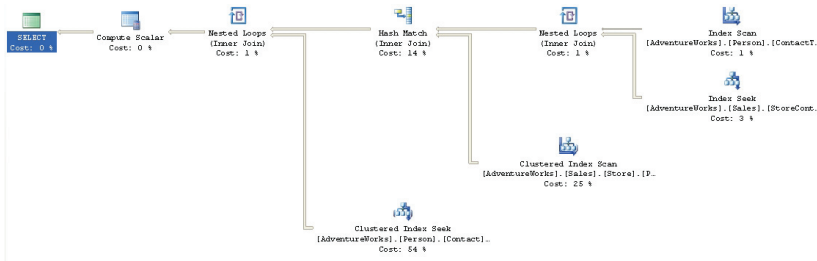 SELECT
Cost: 0 %
Compute Scalar
Cost: 0 %
Nested Loops
(Inner Join)
Cost: 1 %
Hash Match
(Inner Join)
Cost: 14 %
Nested Loops
(Inner Join)
Cost: 1 %
Index Scan
[AdventureWorks].[Person].[ContactT…
Cost: 1 %
Index Seek
[AdventureWorks].[Sales].[StoreCont…
Cost: 3 %
Clustered Index Scan
[AdventureWorks].[Sales].[Store].[P…
Cost: 25 %
Clustered Index Seek
[AdventureWorks].[Person].[Contact]…
Cost: 54 %